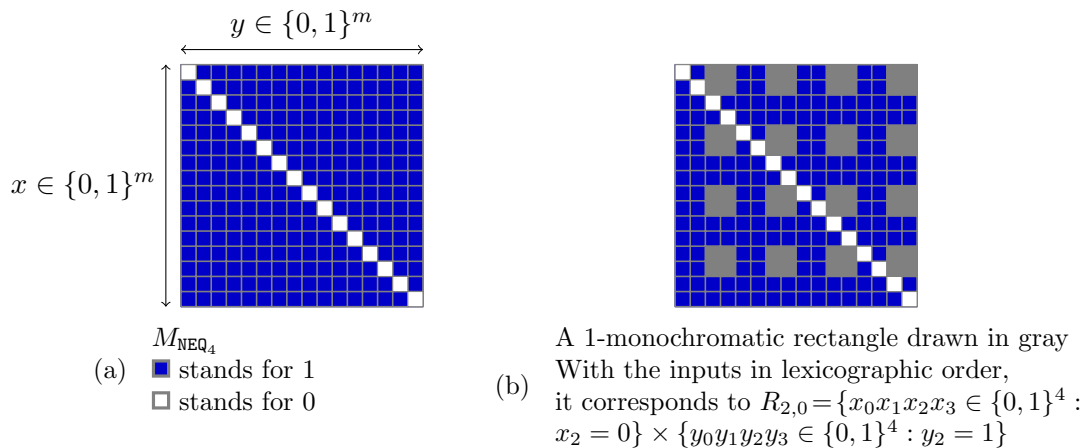 y ∈ {0, 1}^m
x ∈ {0, 1}^m
(a)
M_{NEQ_4}
stands for 1
stands for 0
(b)
A 1-monochromatic rectangle drawn in gray
With the inputs in lexicographic order,
it corresponds to R_{2,0}={x_0x_1x_2x_3 ∈ {0, 1}^4 :
x_2 = 0} × {y_0y_1y_2y_3 ∈ {0, 1}^4 : y_2 = 1}